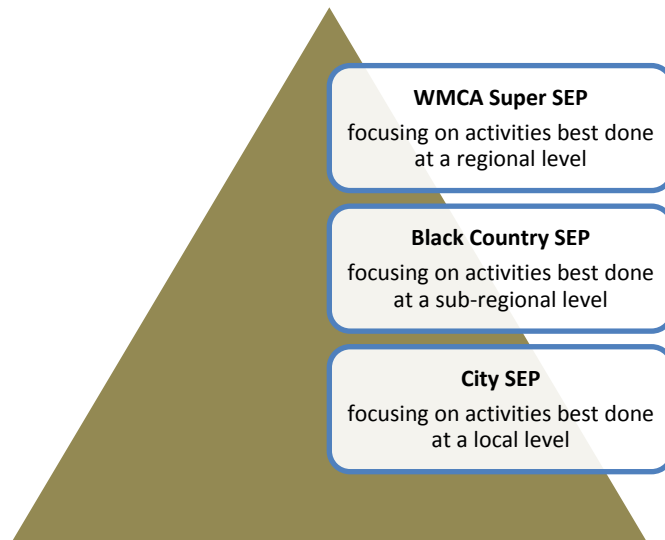 WMCA Super SEP
focusing on activities best done
at a regional level
Black Country SEP
focusing on activities best done
at a sub-regional level
City SEP
focusing on activities best done
at a local level